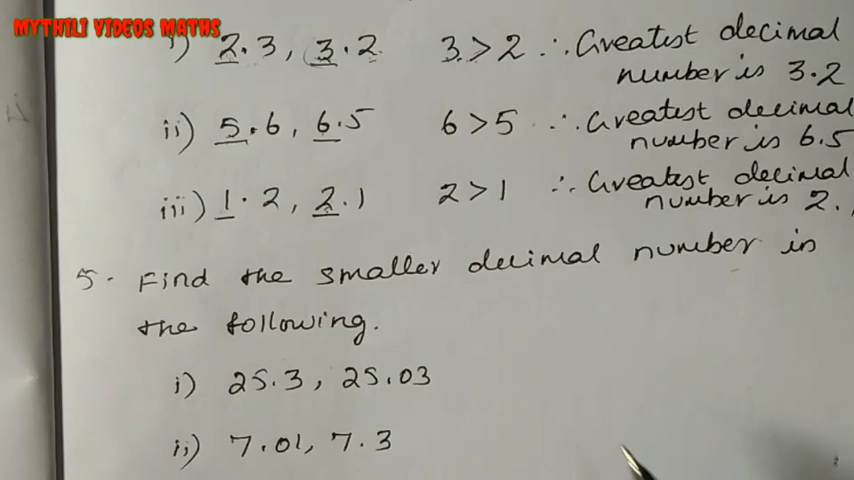 MYTHILI VIDEOS MATHS
i) 2.3, 3.2 3 > 2 ∴ Greatest decimal
number is 3.2
ii) 5.6, 6.5 6 > 5 ∴ Greatest decimal
number is 6.5
iii) 1.2, 2.1 2 > 1 ∴ Greatest decimal
number is 2.
5. Find the smaller decimal number in
the following.
i) 25.3, 25.03
ii) 7.01, 7.3